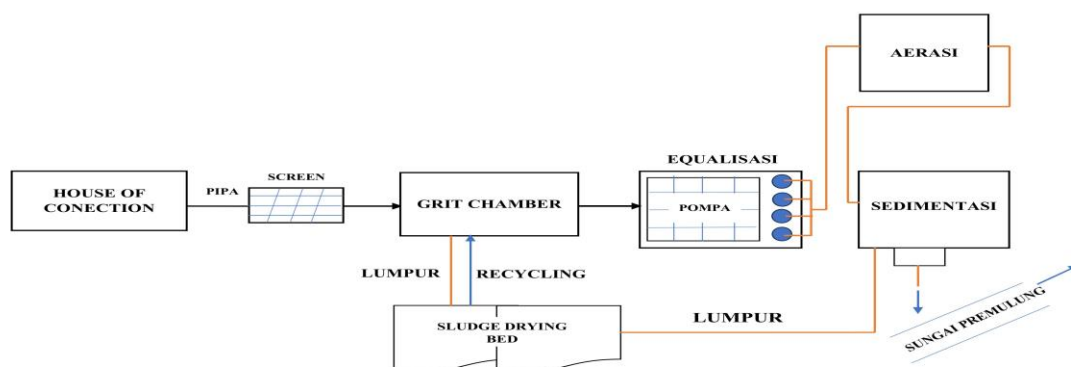 AERASI
EQUALISASI
SCREEN
HOUSE OF
CONECTION
PIPA
GRIT CHAMBER
POMPA
SEDIMENTASI
LUMPUR
RECYCLING
SLUDGE DRYING
BED
LUMPUR
SUNGAI PREMULUNG